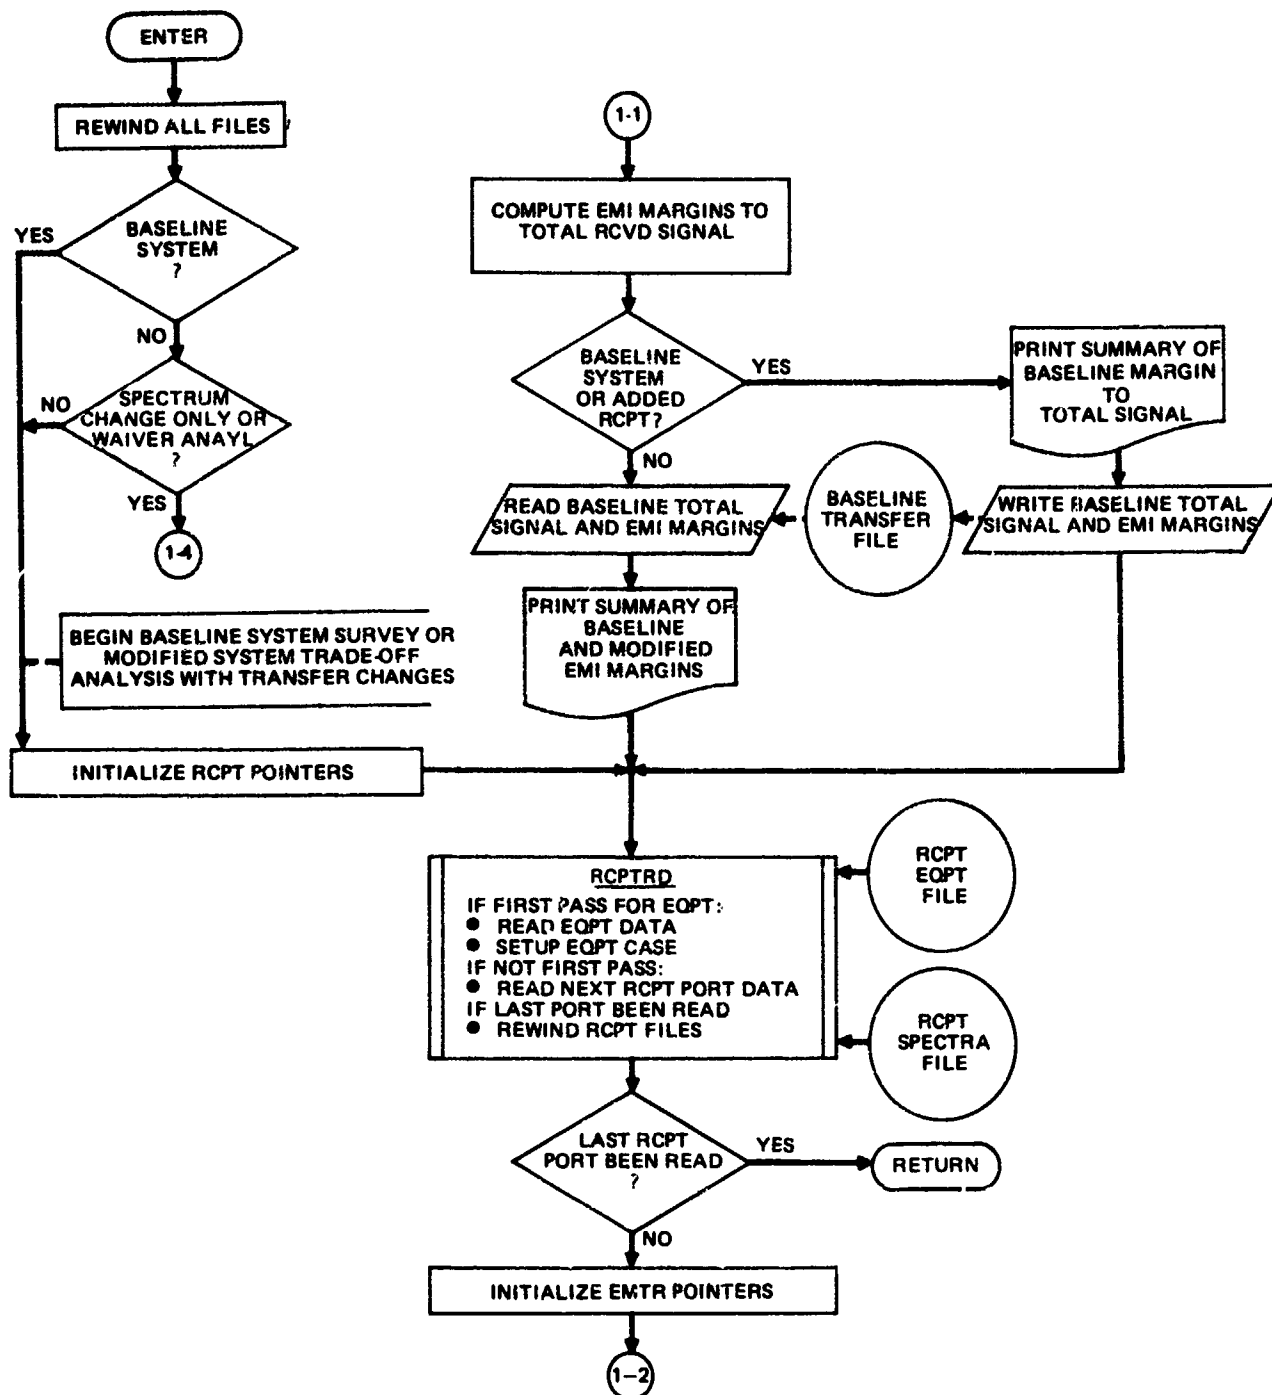 ENTER
REWIND ALL FILES
BASELINE
SYSTEM
?
YES
NO
SPECTRUM
CHANGE ONLY OR
WAIVER ANAYL
?
NO
YES
1-4
BEGIN BASELINE SYSTEM SURVEY OR
MODIFIED SYSTEM TRADE-OFF
ANALYSIS WITH TRANSFER CHANGES
INITIALIZE RCPT POINTERS
1-1
COMPUTE EMI MARGINS TO
TOTAL RCVD SIGNAL
BASELINE
SYSTEM
OR ADDED
RCPT?
YES
NO
PRINT SUMMARY OF
BASELINE MARGIN
TO
TOTAL SIGNAL
READ BASELINE TOTAL
SIGNAL AND EMI MARGINS
BASELINE
TRANSFER
FILE
WRITE BASELINE TOTAL
SIGNAL AND EMI MARGINS
PRINT SUMMARY OF
BASELINE
AND MODIFIED
EMI MARGINS
RCPTRD
IF FIRST PASS FOR EQPT:
● READ EQPT DATA
● SETUP EQPT CASE
IF NOT FIRST PASS:
● READ NEXT RCPT PORT DATA
IF LAST PORT BEEN READ
● REWIND RCPT FILES
RCPT
EQPT
FILE
RCPT
SPECTRA
FILE
LAST RCPT
PORT BEEN READ
?
YES
RETURN
NO
INITIALIZE EMTR POINTERS
1-2